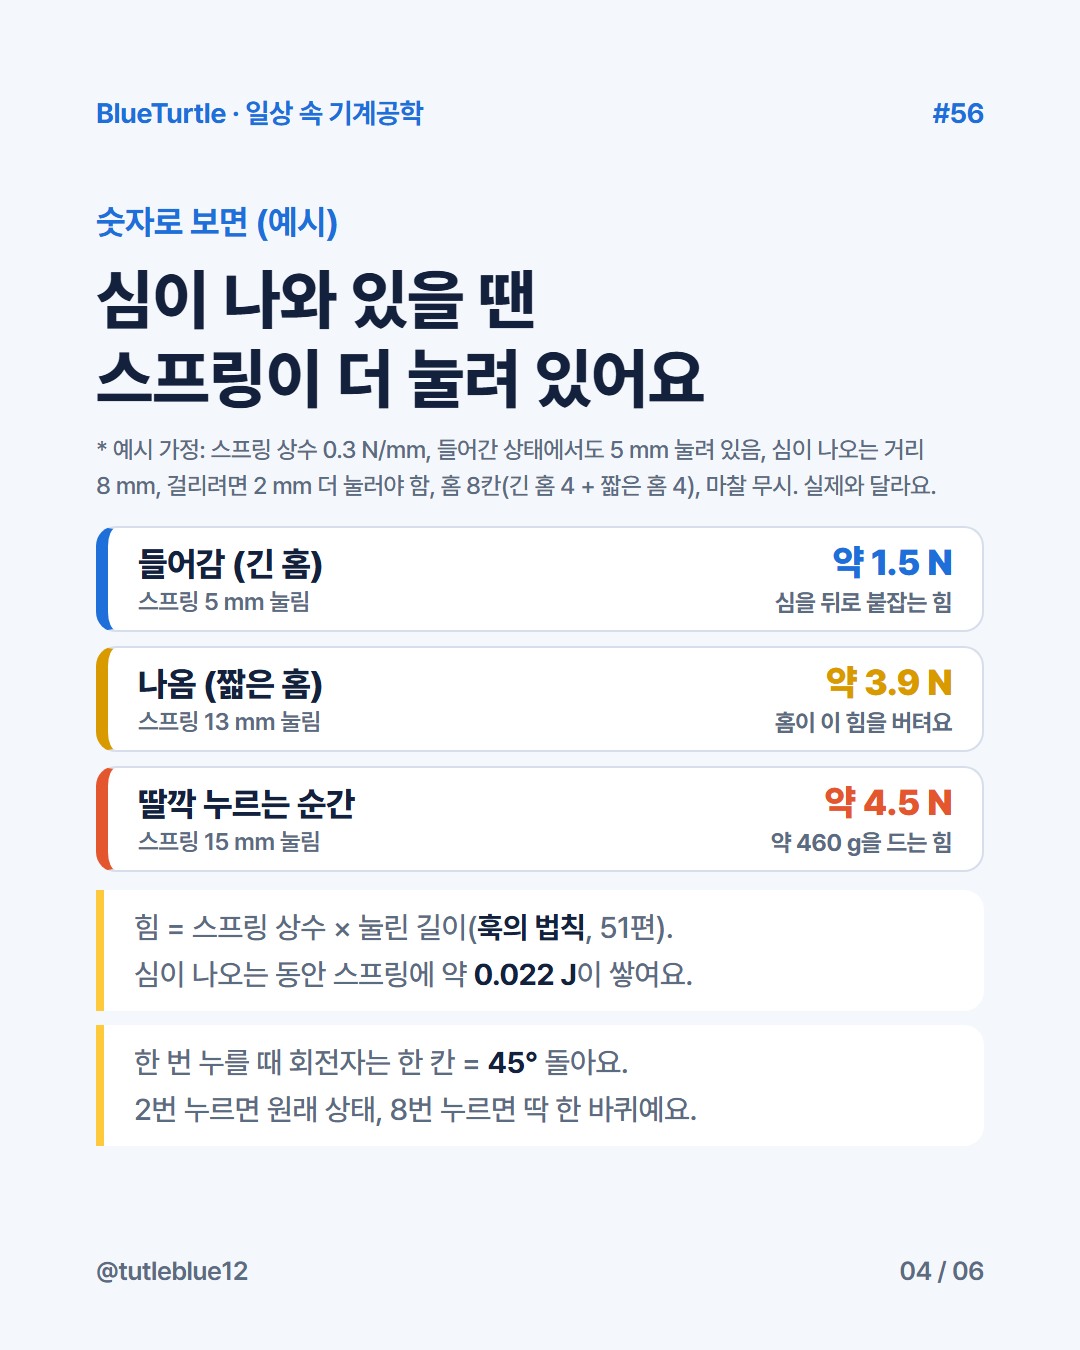 BlueTurtle · 일상 속 기계공학
#56
숫자로 보면 (예시)
심이 나와 있을 땐
스프링이 더 눌려 있어요
* 예시 가정: 스프링 상수 0.3 N/mm, 들어간 상태에서도 5 mm 눌려 있음, 심이 나오는 거리
8 mm, 걸리려면 2 mm 더 눌러야 함, 홈 8칸(긴 홈 4 + 짧은 홈 4), 마찰 무시. 실제와 달라요.
들어감 (긴 홈)
약 1.5 N
스프링 5 mm 눌림
심을 뒤로 붙잡는 힘
나옴 (짧은 홈)
약 3.9 N
스프링 13 mm 눌림
홈이 이 힘을 버텨요
딸깍 누르는 순간
약 4.5 N
스프링 15 mm 눌림
약 460 g을 드는 힘
힘 = 스프링 상수 × 눌린 길이(훅의 법칙, 51편).
심이 나오는 동안 스프링에 약 0.022 J이 쌓여요.
한 번 누를 때 회전자는 한 칸 = 45° 돌아요.
2번 누르면 원래 상태, 8번 누르면 딱 한 바퀴예요.
@tutleblue12
04 / 06